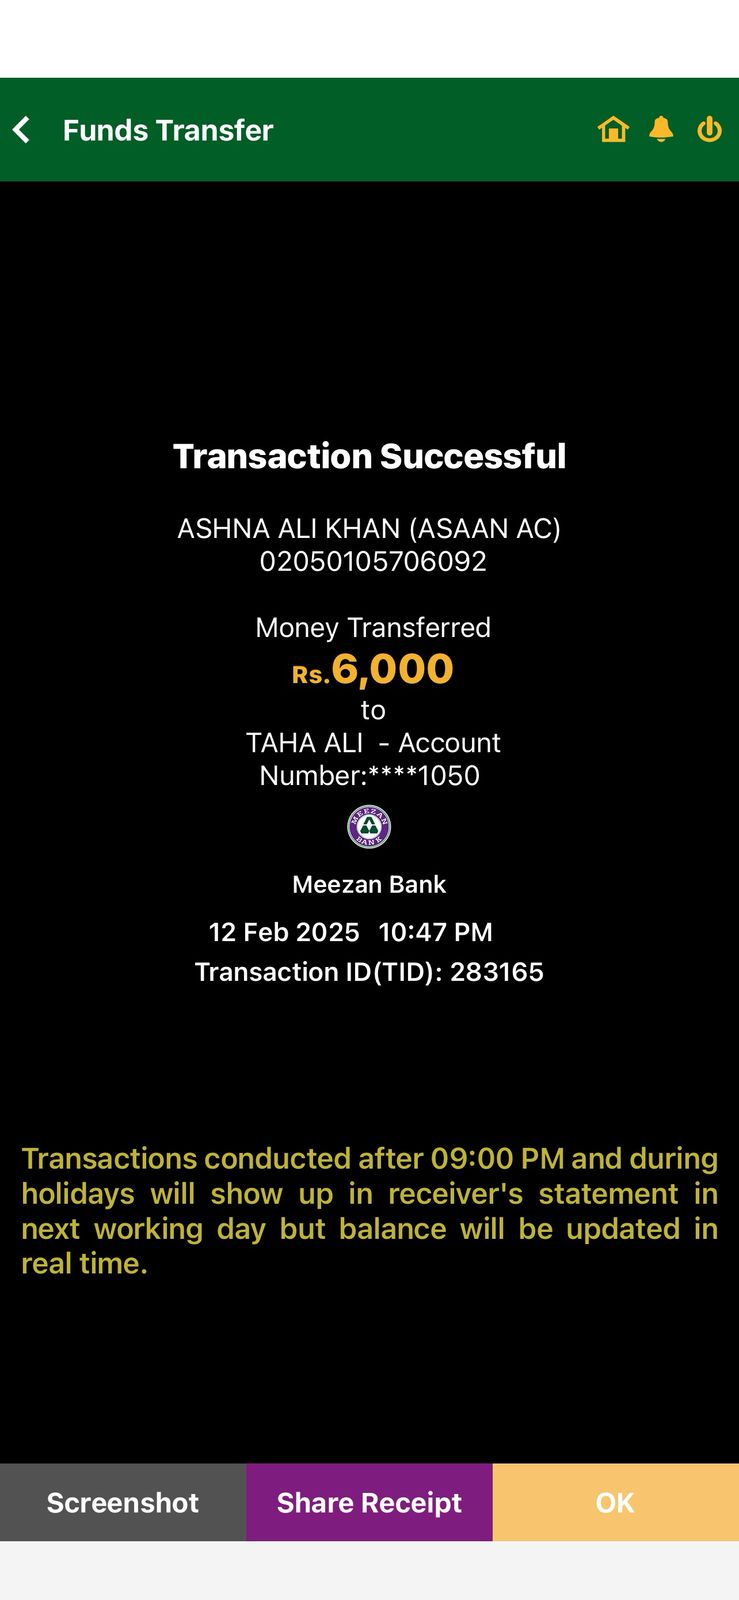 Funds Transfer
Transaction Successful
ASHNA ALI KHAN (ASAAN AC)
02050105706092
Money Transferred
Rs.6,000
to
TAHA ALI - Account
Number:****1050
MEEZAN BANK
Meezan Bank
12 Feb 2025 10:47 PM
Transaction ID(TID): 283165
Transactions conducted after 09:00 PM and during
holidays will show up in receiver's statement in
next working day but balance will be updated in
real time.
Screenshot Share Receipt OK